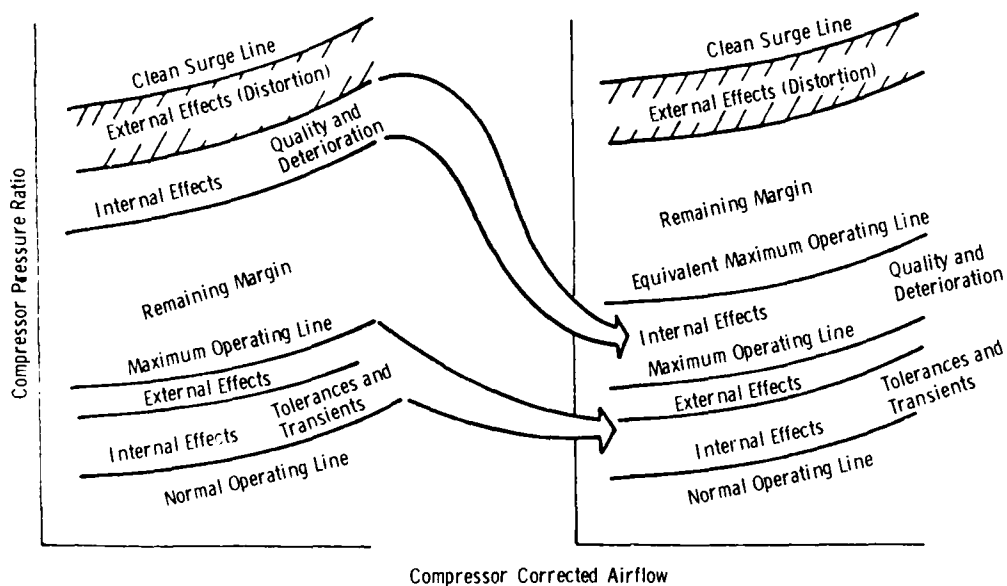 Compressor Pressure Ratio
Clean Surge Line
External Effects (Distortion)
Quality and
Deterioration
Internal Effects
Remaining Margin
Maximum Operating Line
External Effects
Tolerances and
Transients
Internal Effects
Normal Operating Line
Clean Surge Line
External Effects (Distortion)
Remaining Margin
Equivalent Maximum Operating Line
Quality and
Deterioration
Internal Effects
Maximum Operating Line
External Effects
Tolerances and
Transients
Internal Effects
Normal Operating Line
Compressor Corrected Airflow